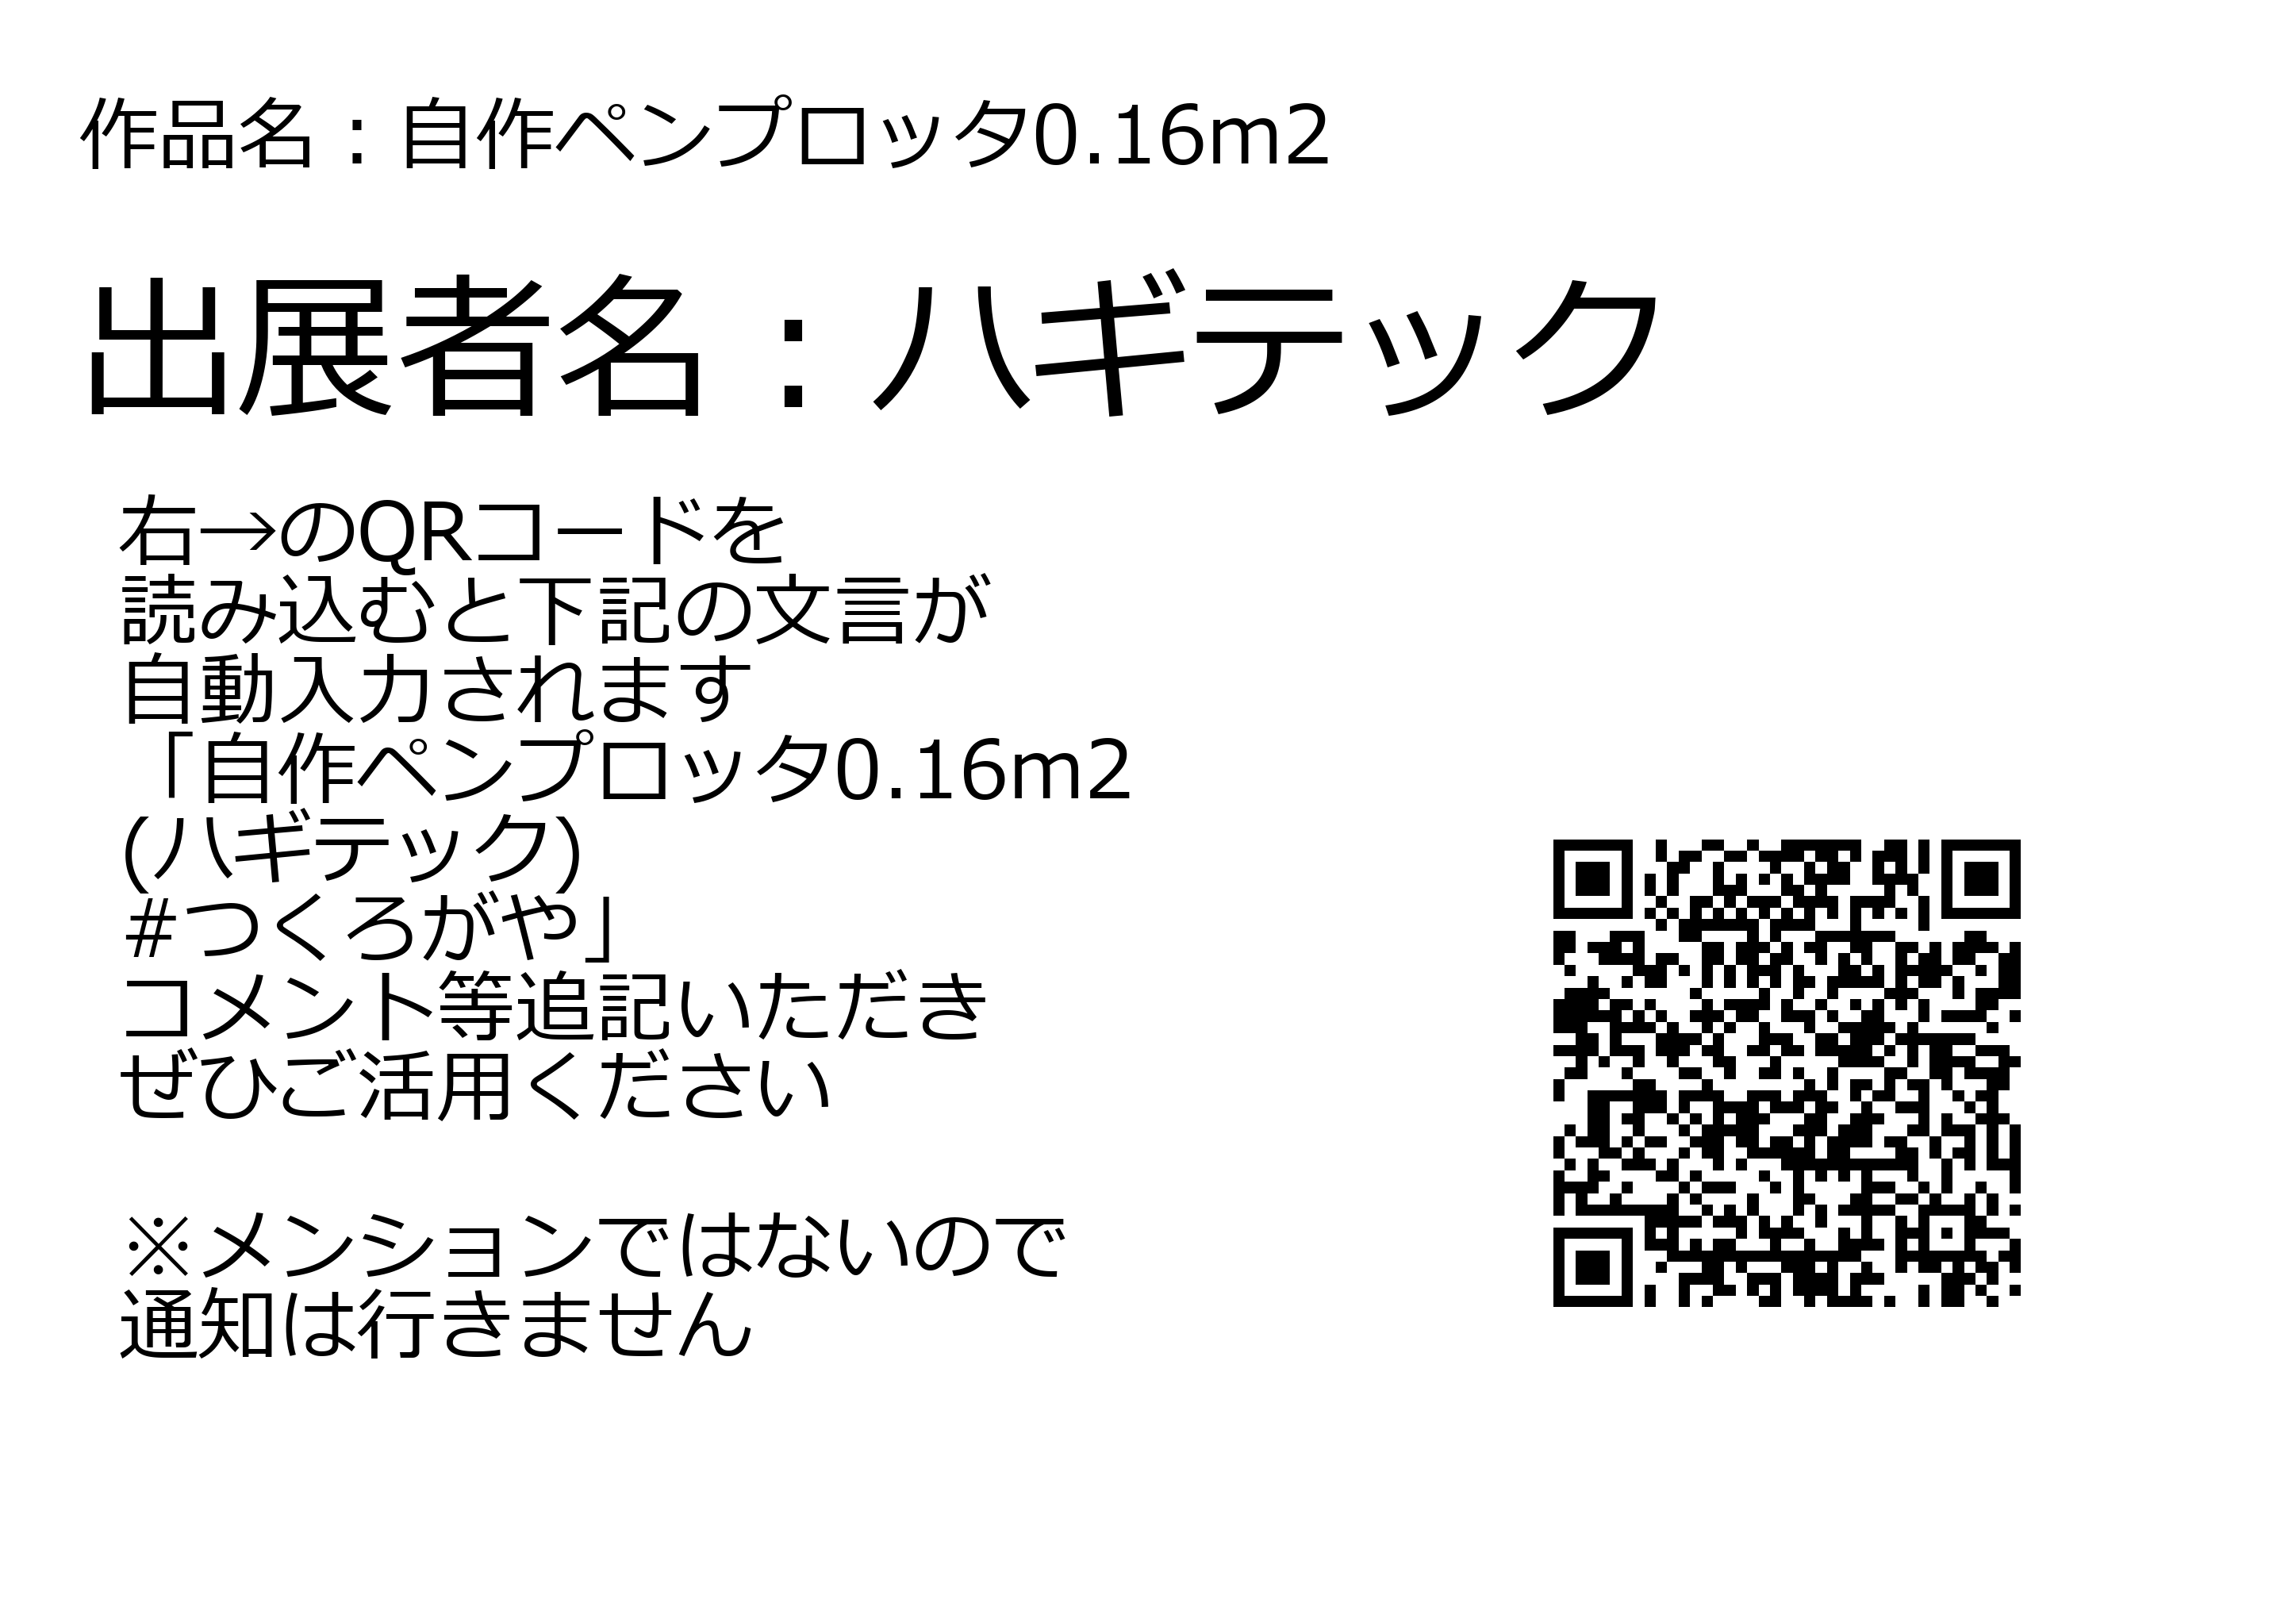 作品名：自作ペンプロッタ0.16m2
出展者名：ハギテック
右→のQRコードを
読み込むと下記の文言が
自動入力されます
「自作ペンプロッタ0.16m2
(ハギテック)
#つくろがや」
コメント等追記いただき
ぜひご活用ください
※メンションではないので
通知は行きません